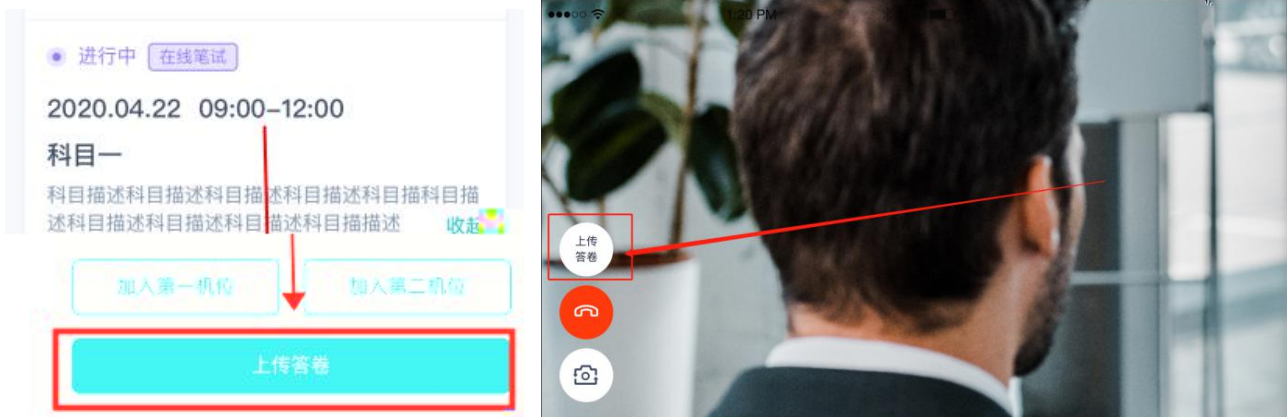 进行中 在线笔试
2020.04.22 09:00-12:00
科目一
科目描述科目描述科目描述科目描述科目描科目描
述科目描述科目描述科目描述科目描描述 收起
加入第一机位 加入第二机位
上传答卷
1:20 PM
上传
答卷